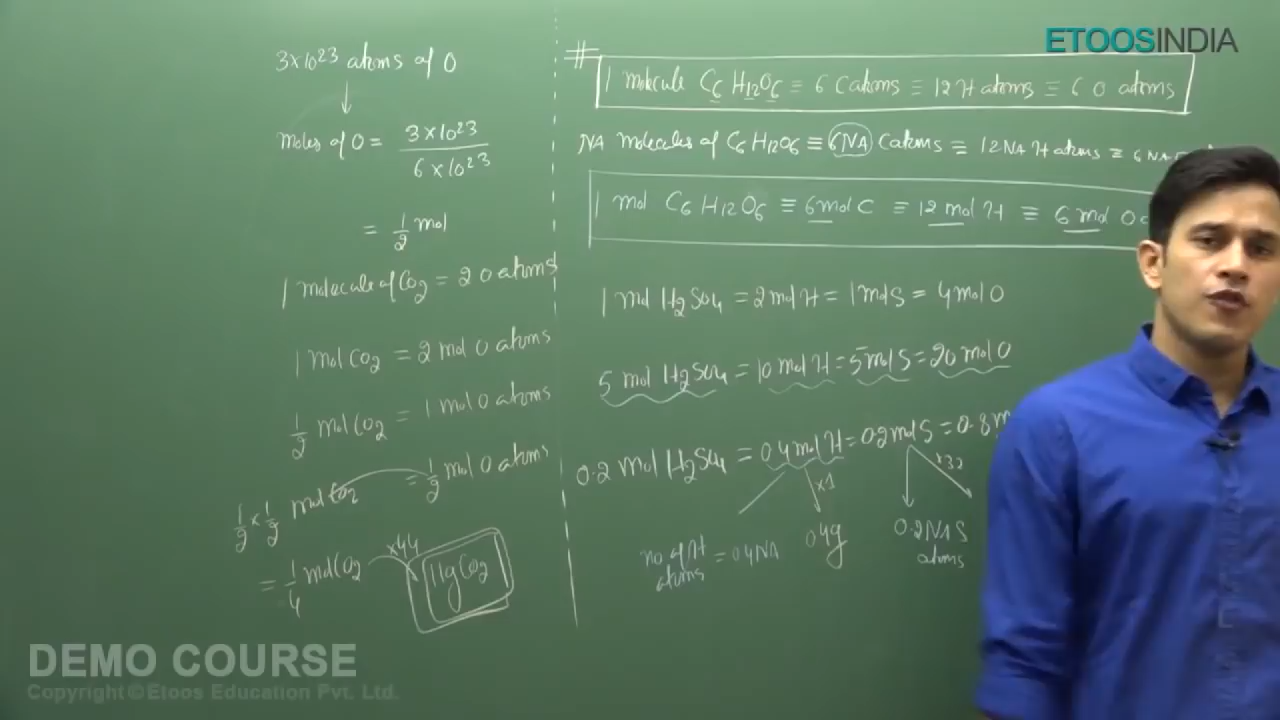 3×10²³ atoms of O
↓
Moles of O = 3×10²³ / 6×10²³
= 1/2 mol
1 molecule of CO₂ = 2 O atoms
1 mol CO₂ = 2 mol O atoms
1/2 mol CO₂ = 1 mol O atoms
1/2 × 1/2 mol CO₂ = 1/2 mol O atoms
= 1/4 mol CO₂ ×44 11g CO₂
#
1 molecule C₆H₁₂O₆ ≡ 6 C atoms ≡ 12 H atoms ≡ 6 O atoms
NA molecules of C₆H₁₂O₆ ≡ 6NA C atoms ≡ 12NA H atoms ≡ 6 NA
1 mol C₆H₁₂O₆ ≡ 6 mol C ≡ 12 mol H ≡ 6 mol O
1 mol H₂SO₄ = 2 mol H = 1 mol S = 4 mol O
5 mol H₂SO₄ = 10 mol H = 5 mol S = 20 mol O
0.2 mol H₂SO₄ = 0.4 mol H = 0.2 mol S = 0.8 m
×1 ×32
no. of H atoms = 0.4NA
0.4g
0.2NA S
atoms
ETOOSINDIA
DEMO COURSE
Copyright © Etoos Education Pvt. Ltd.